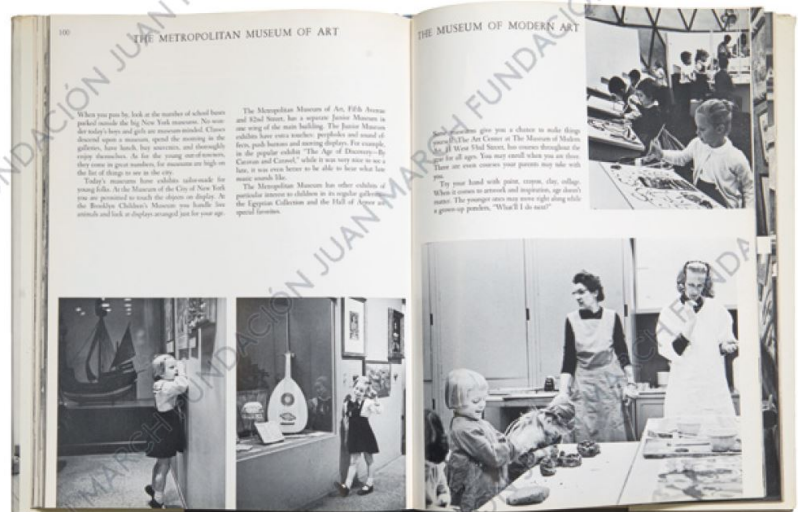 100
THE METROPOLITAN MUSEUM OF ART
When you pass by, look at the number of school buses
parked outside the big New York museums. No won-
der today's boys and girls are museum-minded. Classes
descend upon a museum, spend the morning in the
galleries, have lunch, buy souvenirs, and thoroughly
enjoy themselves. As for the young out-of-towners,
they come in great numbers, for museums are high on
the list of things to see in the city.
Today's museums have exhibits tailor-made for
young folks. At the Museum of the City of New York
you are permitted to touch the objects on display. At
the Brooklyn Children's Museum you handle live
animals and look at displays arranged just for your age.
The Metropolitan Museum of Art, Fifth Avenue
and 82nd Street, has a separate Junior Museum in
one wing of the main building. The Junior Museum
exhibits have extra touches: peepholes and sound ef-
fects, push buttons and moving displays. For example,
in the popular exhibit "The Age of Discovery—By
Caravan and Caravel," while it was very nice to see a
lute, it was even better to be able to hear what lute
music sounds like.
The Metropolitan Museum has other exhibits of
particular interest to children in its regular galleries,
the Egyptian Collection and the Hall of Armor are
special favorites.
THE MUSEUM OF MODERN ART
museums give you a chance to make things
yourself. The Art Center at The Museum of Modern
Art, West 53rd Street, has courses throughout the
year for all ages. You may enroll when you are three.
There are even courses your parents may take with
you.
Try your hand with paint, crayon, clay, collage.
When it comes to artwork and inspiration, age doesn't
matter. The younger ones may move right along while
a grown-up ponders, "What'll I do next?"
FUNDACIÓN JUAN MARCH
FUNDACIÓN JUAN MARCH
FUNDACIÓN JUAN MARCH